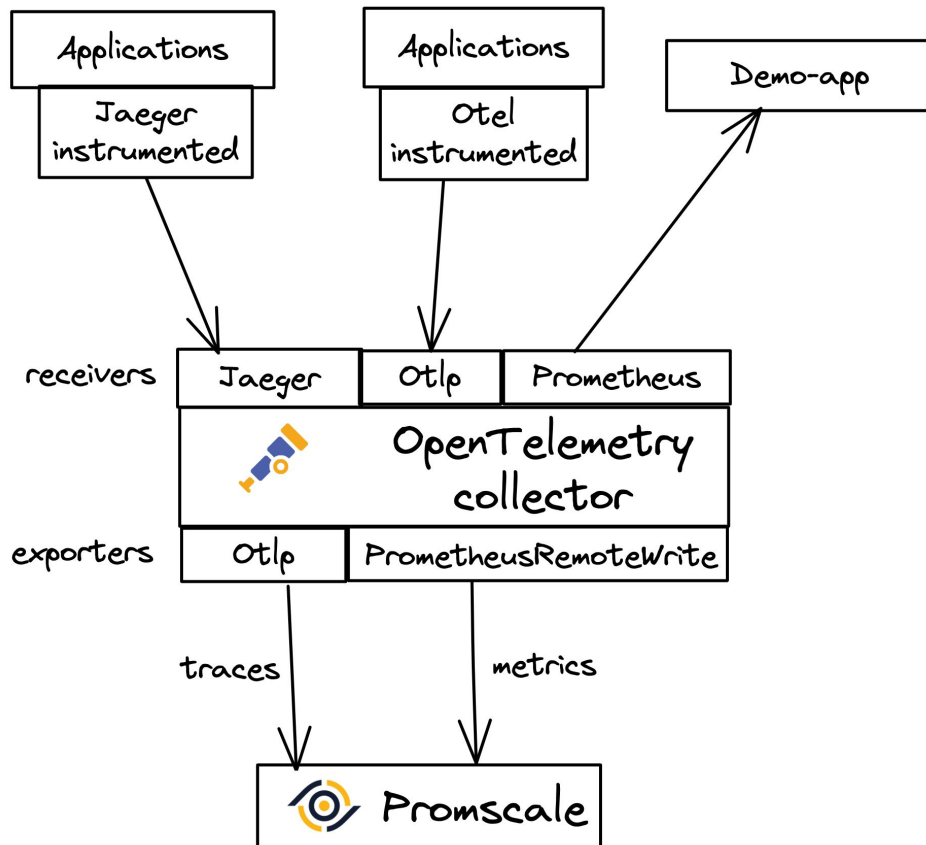 Applications
Applications
Demo-app
Jaeger
instrumented
Otel
instrumented
receivers
Jaeger
Otlp
Prometheus
OpenTelemetry
collector
exporters
Otlp
PrometheusRemoteWrite
traces
metrics
Promscale